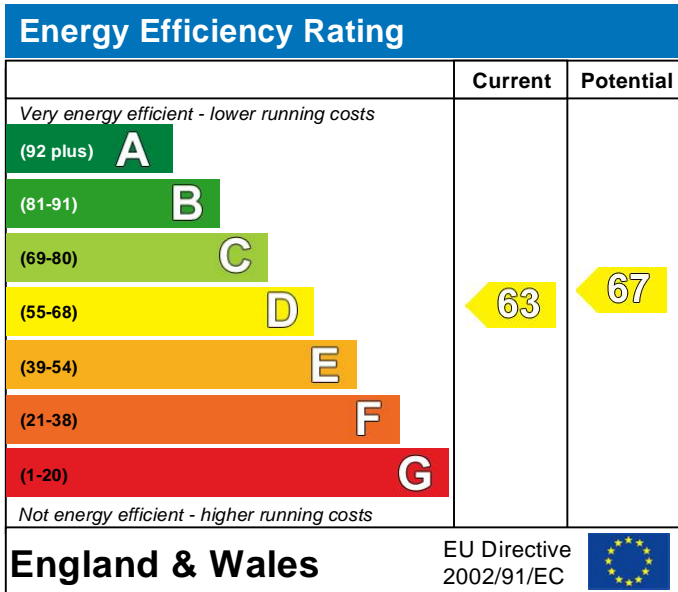 Energy Efficiency Rating
Current Potential
Very energy efficient - lower running costs
(92 plus) A
(81-91) B
(69-80) C
(55-68) D 63 67
(39-54) E
(21-38) F
(1-20) G
Not energy efficient - higher running costs
England & Wales
EU Directive
2002/91/EC